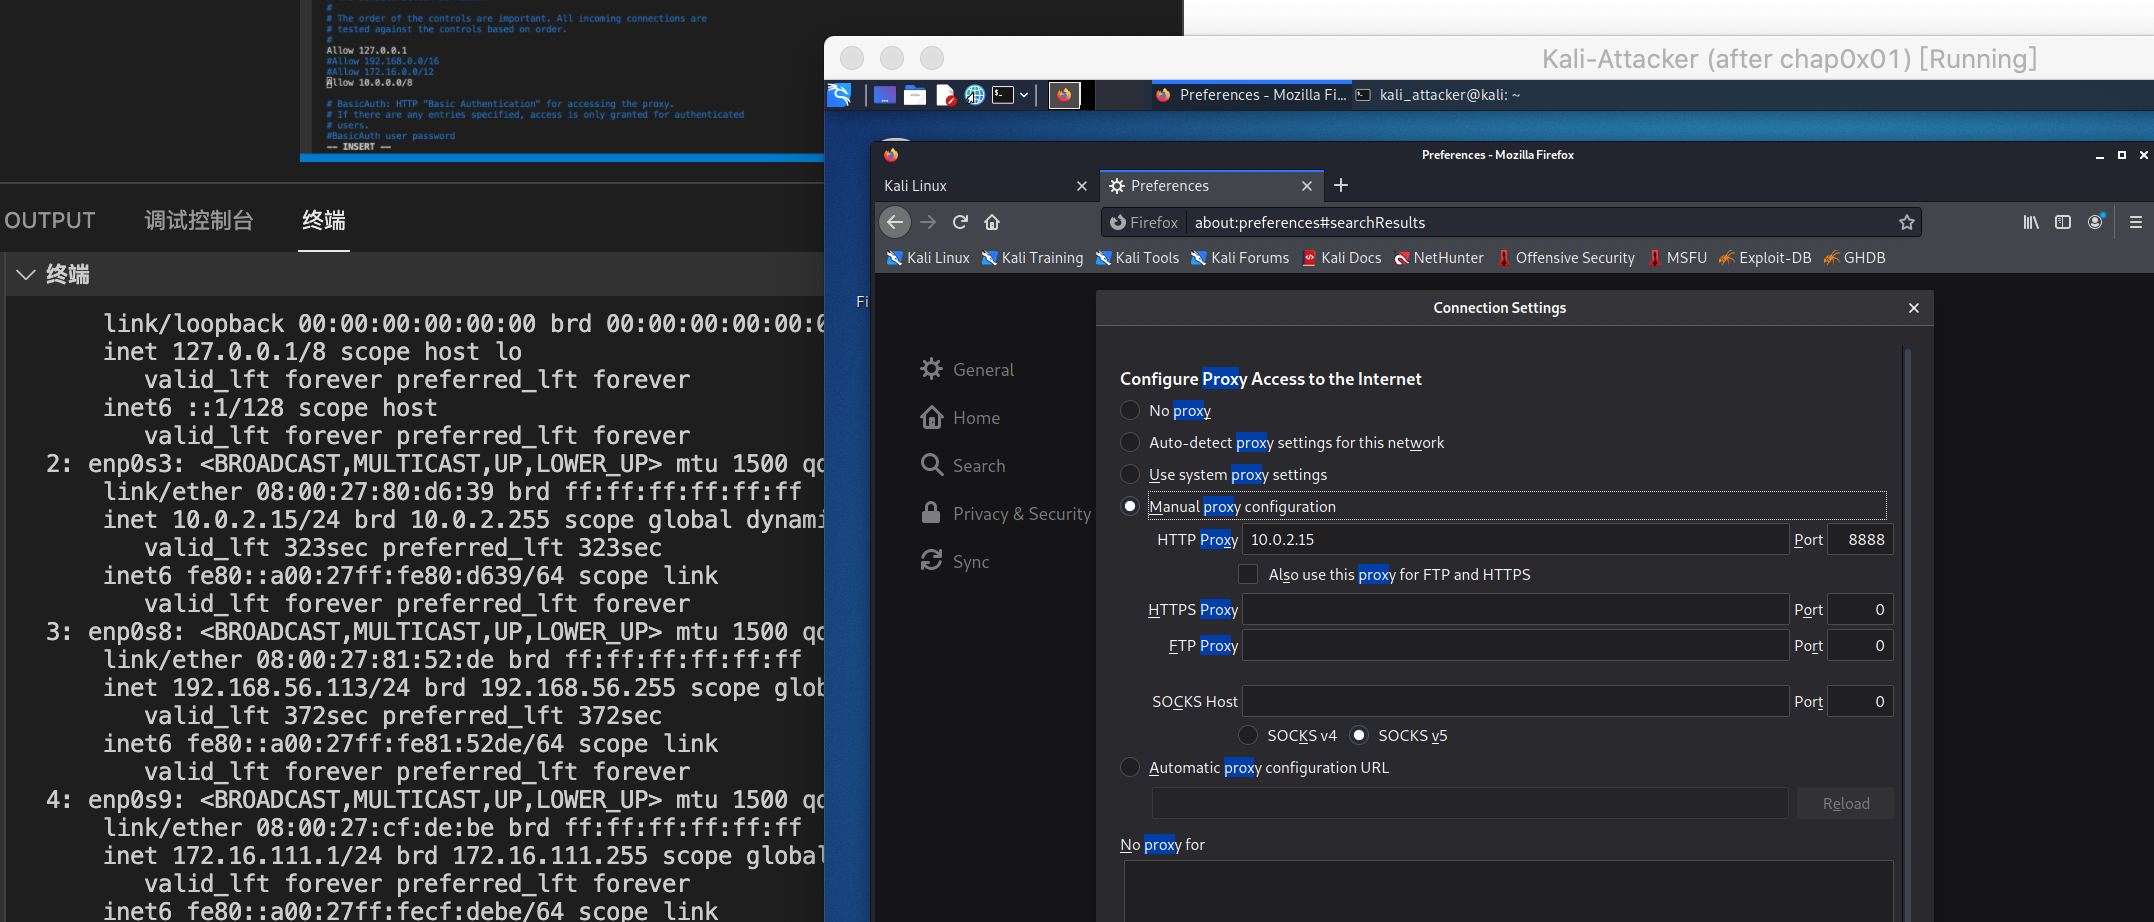 #
# The order of the controls are important. All incoming connections are
# tested against the controls based on order.
#
Allow 127.0.0.1
#Allow 192.168.0.0/16
#Allow 172.16.0.0/12
Allow 10.0.0.0/8
# BasicAuth: HTTP "Basic Authentication" for accessing the proxy.
# If there are any entries specified, access is only granted for authenticated
# users.
#BasicAuth user password
-- INSERT --
OUTPUT 调试控制台 终端
终端
link/loopback 00:00:00:00:00:00 brd 00:00:00:00:00:0
inet 127.0.0.1/8 scope host lo
valid_lft forever preferred_lft forever
inet6 ::1/128 scope host
valid_lft forever preferred_lft forever
2: enp0s3: <BROADCAST,MULTICAST,UP,LOWER_UP> mtu 1500 qd
link/ether 08:00:27:80:d6:39 brd ff:ff:ff:ff:ff:ff
inet 10.0.2.15/24 brd 10.0.2.255 scope global dynami
valid_lft 323sec preferred_lft 323sec
inet6 fe80::a00:27ff:fe80:d639/64 scope link
valid_lft forever preferred_lft forever
3: enp0s8: <BROADCAST,MULTICAST,UP,LOWER_UP> mtu 1500 qd
link/ether 08:00:27:81:52:de brd ff:ff:ff:ff:ff:ff
inet 192.168.56.113/24 brd 192.168.56.255 scope glob
valid_lft 372sec preferred_lft 372sec
inet6 fe80::a00:27ff:fe81:52de/64 scope link
valid_lft forever preferred_lft forever
4: enp0s9: <BROADCAST,MULTICAST,UP,LOWER_UP> mtu 1500 qd
link/ether 08:00:27:cf:de:be brd ff:ff:ff:ff:ff:ff
inet 172.16.111.1/24 brd 172.16.111.255 scope global
valid_lft forever preferred_lft forever
inet6 fe80::a00:27ff:fecf:debe/64 scope link
Kali-Attacker (after chap0x01) [Running]
Preferences - Mozilla Fi... kali_attacker@kali: ~
Fi
Preferences - Mozilla Firefox
Kali Linux Preferences
Firefox about:preferences#searchResults
Kali Linux Kali Training Kali Tools Kali Forums Kali Docs NetHunter Offensive Security MSFU Exploit-DB GHDB
General
Home
Search
Privacy & Security
Sync
Connection Settings
Configure Proxy Access to the Internet
No proxy
Auto-detect proxy settings for this network
Use system proxy settings
Manual proxy configuration
HTTP Proxy 10.0.2.15 Port 8888
Also use this proxy for FTP and HTTPS
HTTPS Proxy Port 0
FTP Proxy Port 0
SOCKS Host Port 0
SOCKS v4 SOCKS v5
Automatic proxy configuration URL
Reload
No proxy for